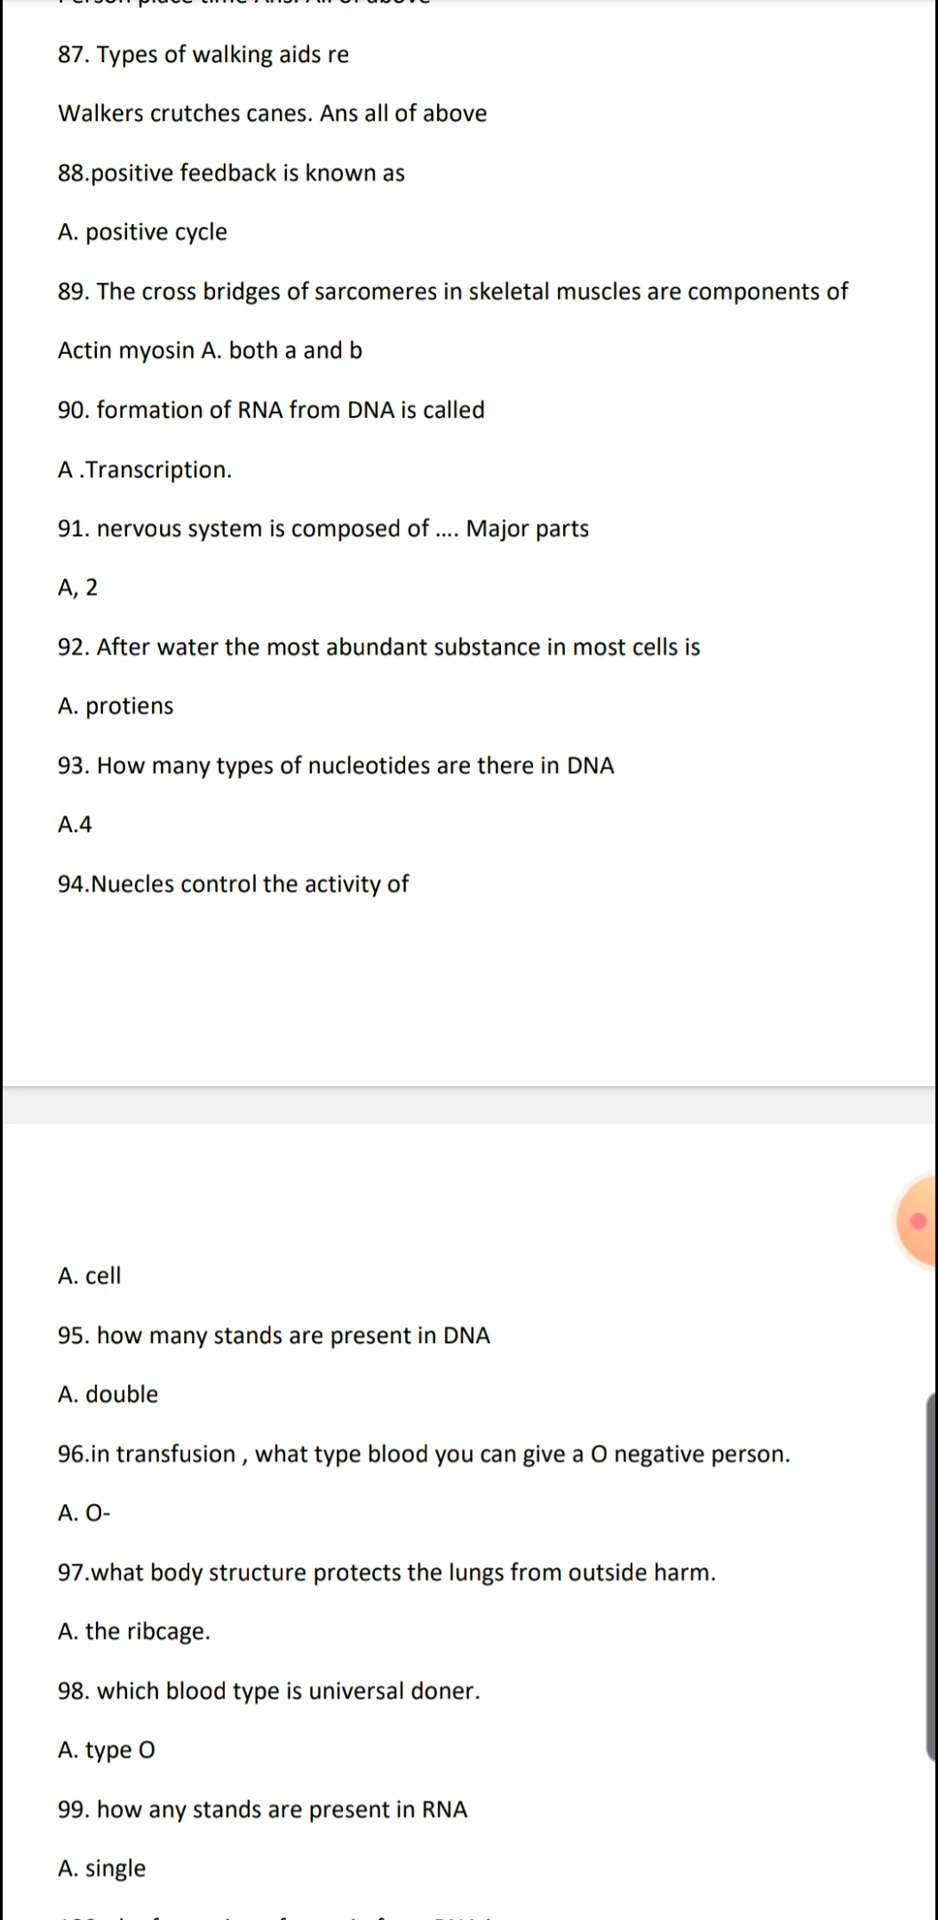 87. Types of walking aids re
Walkers crutches canes. Ans all of above
88.positive feedback is known as
A. positive cycle
89. The cross bridges of sarcomeres in skeletal muscles are components of
Actin myosin A. both a and b
90. formation of RNA from DNA is called
A .Transcription.
91. nervous system is composed of .... Major parts
A, 2
92. After water the most abundant substance in most cells is
A. protiens
93. How many types of nucleotides are there in DNA
A.4
94.Nuecles control the activity of
A. cell
95. how many stands are present in DNA
A. double
96.in transfusion , what type blood you can give a O negative person.
A. O-
97.what body structure protects the lungs from outside harm.
A. the ribcage.
98. which blood type is universal doner.
A. type O
99. how any stands are present in RNA
A. single